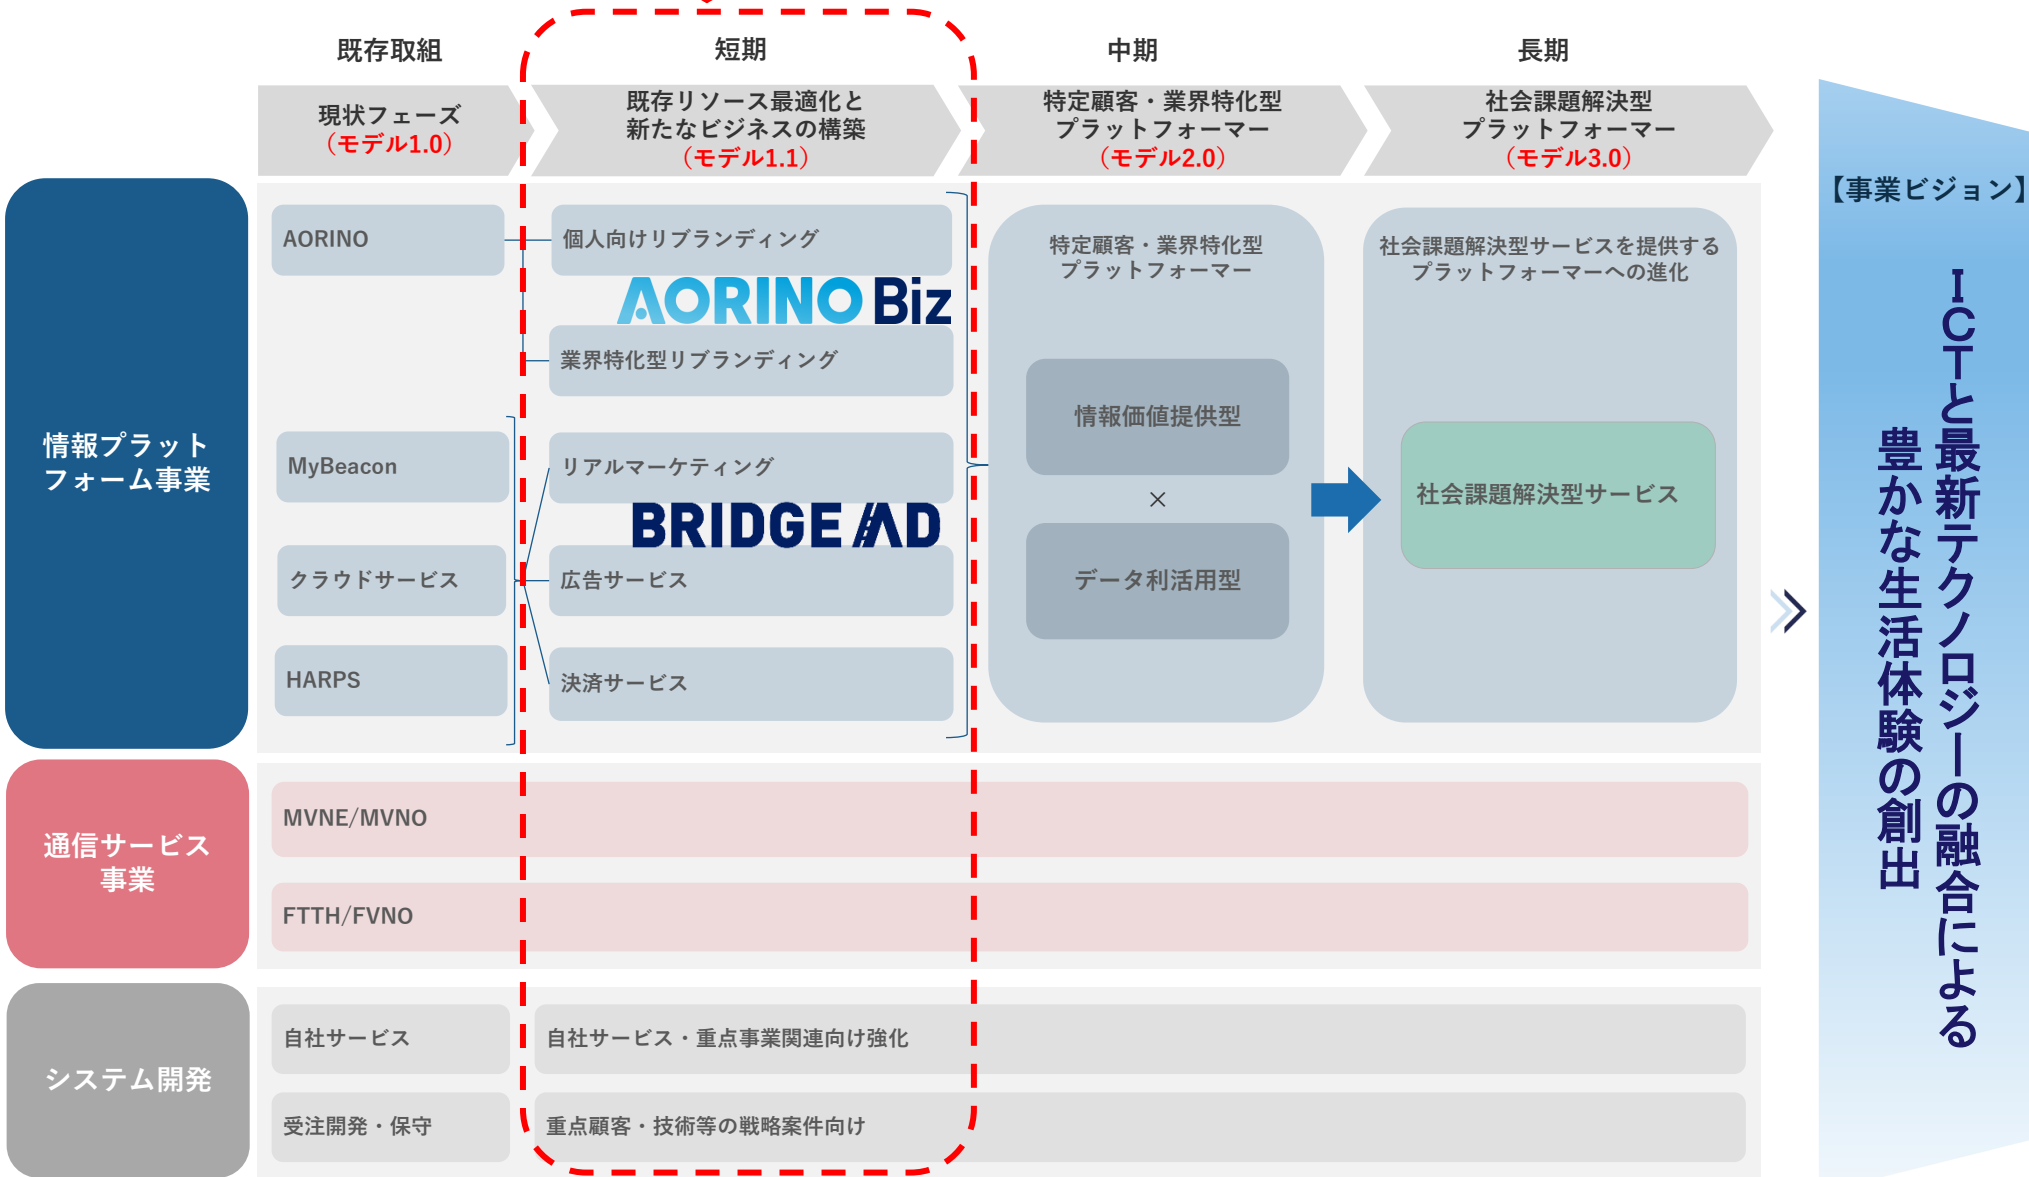 既存取組
短期
中期
長期
現状フェーズ
（モデル1.0）
既存リソース最適化と
新たなビジネスの構築
（モデル1.1）
特定顧客・業界特化型
プラットフォーマー
（モデル2.0）
社会課題解決型
プラットフォーマー
（モデル3.0）
情報プラット
フォーム事業
AORINO
個人向けリブランディング
AORINO Biz
業界特化型リブランディング
MyBeacon
リアルマーケティング
BRIDGE AD
クラウドサービス
広告サービス
HARPS
決済サービス
特定顧客・業界特化型
プラットフォーマー
情報価値提供型
×
データ利活用型
社会課題解決型サービスを提供する
プラットフォーマーへの進化
社会課題解決型サービス
通信サービス
事業
MVNE/MVNO
FTTH/FVNO
システム開発
自社サービス
自社サービス・重点事業関連向け強化
受注開発・保守
重点顧客・技術等の戦略案件向け
【事業ビジョン】
ICTと最新テクノロジーの融合による
豊かな生活体験の創出